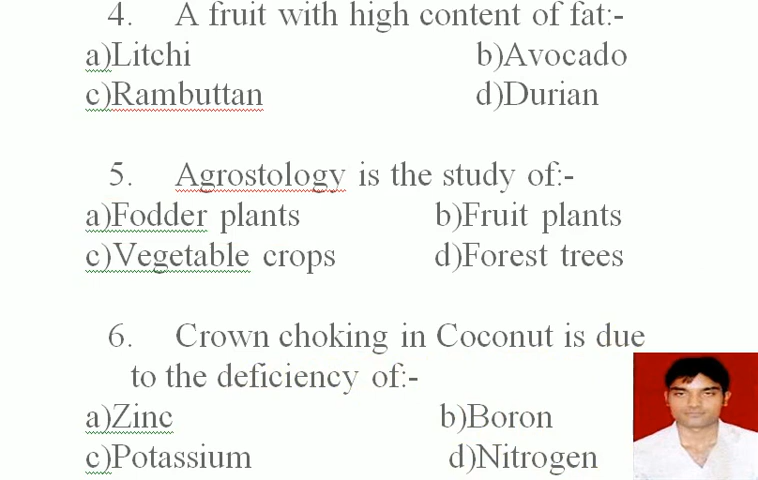 4. A fruit with high content of fat:-
a)Litchi b)Avocado
c)Rambuttan d)Durian
5. Agrostology is the study of:-
a)Fodder plants b)Fruit plants
c)Vegetable crops d)Forest trees
6. Crown choking in Coconut is due
to the deficiency of:-
a)Zinc b)Boron
c)Potassium d)Nitrogen